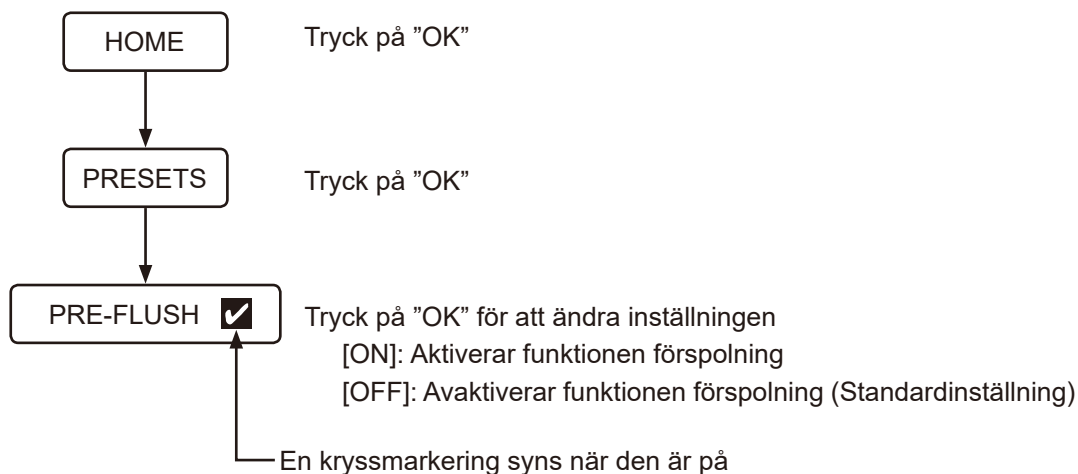 HOME
Tryck på ”OK”
PRESETS
Tryck på ”OK”
PRE-FLUSH ✔
Tryck på ”OK” för att ändra inställningen
[ON]: Aktiverar funktionen förspolning
[OFF]: Avaktiverar funktionen förspolning (Standardinställning)
En kryssmarkering syns när den är på